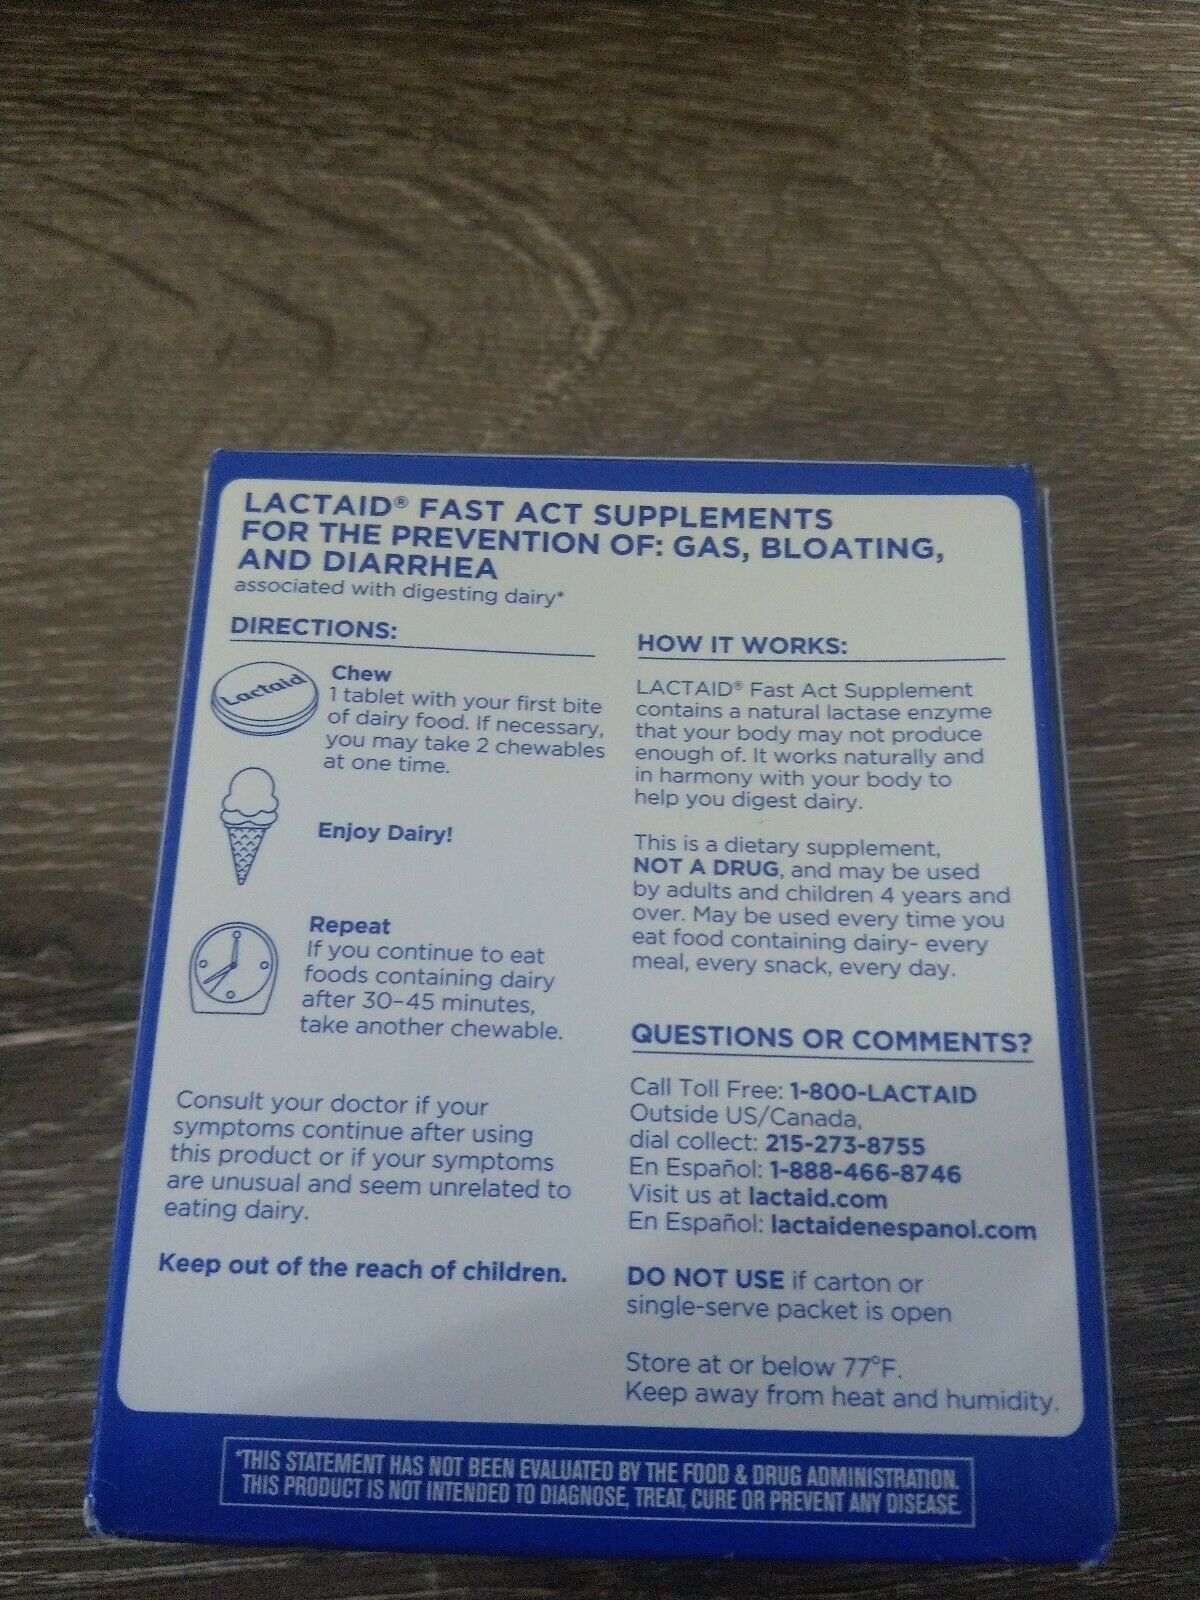 LACTAID® FAST ACT SUPPLEMENTS
FOR THE PREVENTION OF: GAS, BLOATING,
AND DIARRHEA
associated with digesting dairy*
DIRECTIONS:
Lactaid
Chew
1 tablet with your first bite
of dairy food. If necessary,
you may take 2 chewables
at one time.
Enjoy Dairy!
Repeat
If you continue to eat
foods containing dairy
after 30-45 minutes,
take another chewable.
Consult your doctor if your
symptoms continue after using
this product or if your symptoms
are unusual and seem unrelated to
eating dairy.
Keep out of the reach of children.
HOW IT WORKS:
LACTAID® Fast Act Supplement
contains a natural lactase enzyme
that your body may not produce
enough of. It works naturally and
in harmony with your body to
help you digest dairy.
This is a dietary supplement,
NOT A DRUG, and may be used
by adults and children 4 years and
over. May be used every time you
eat food containing dairy- every
meal, every snack, every day.
QUESTIONS OR COMMENTS?
Call Toll Free: 1-800-LACTAID
Outside US/Canada,
dial collect: 215-273-8755
En Español: 1-888-466-8746
Visit us at lactaid.com
En Español: lactaidenespanol.com
DO NOT USE if carton or
single-serve packet is open
Store at or below 77°F.
Keep away from heat and humidity.
*THIS STATEMENT HAS NOT BEEN EVALUATED BY THE FOOD & DRUG ADMINISTRATION.
THIS PRODUCT IS NOT INTENDED TO DIAGNOSE, TREAT, CURE OR PREVENT ANY DISEASE.